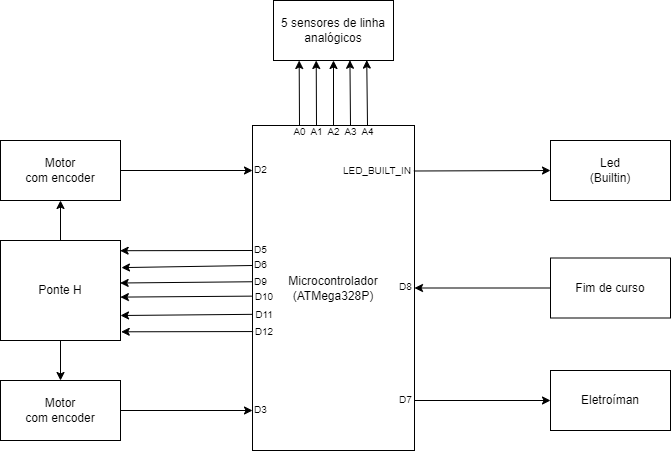 5 sensores de linha
analógicos
A0 A1 A2 A3 A4
Motor
com encoder
D2
LED_BUILT_IN
Led
(Builtin)
Ponte H
D5
D6
D9
D10
D11
D12
Microcontrolador
(ATMega328P)
D8
Fim de curso
Motor
com encoder
D3
D7
Eletroíman